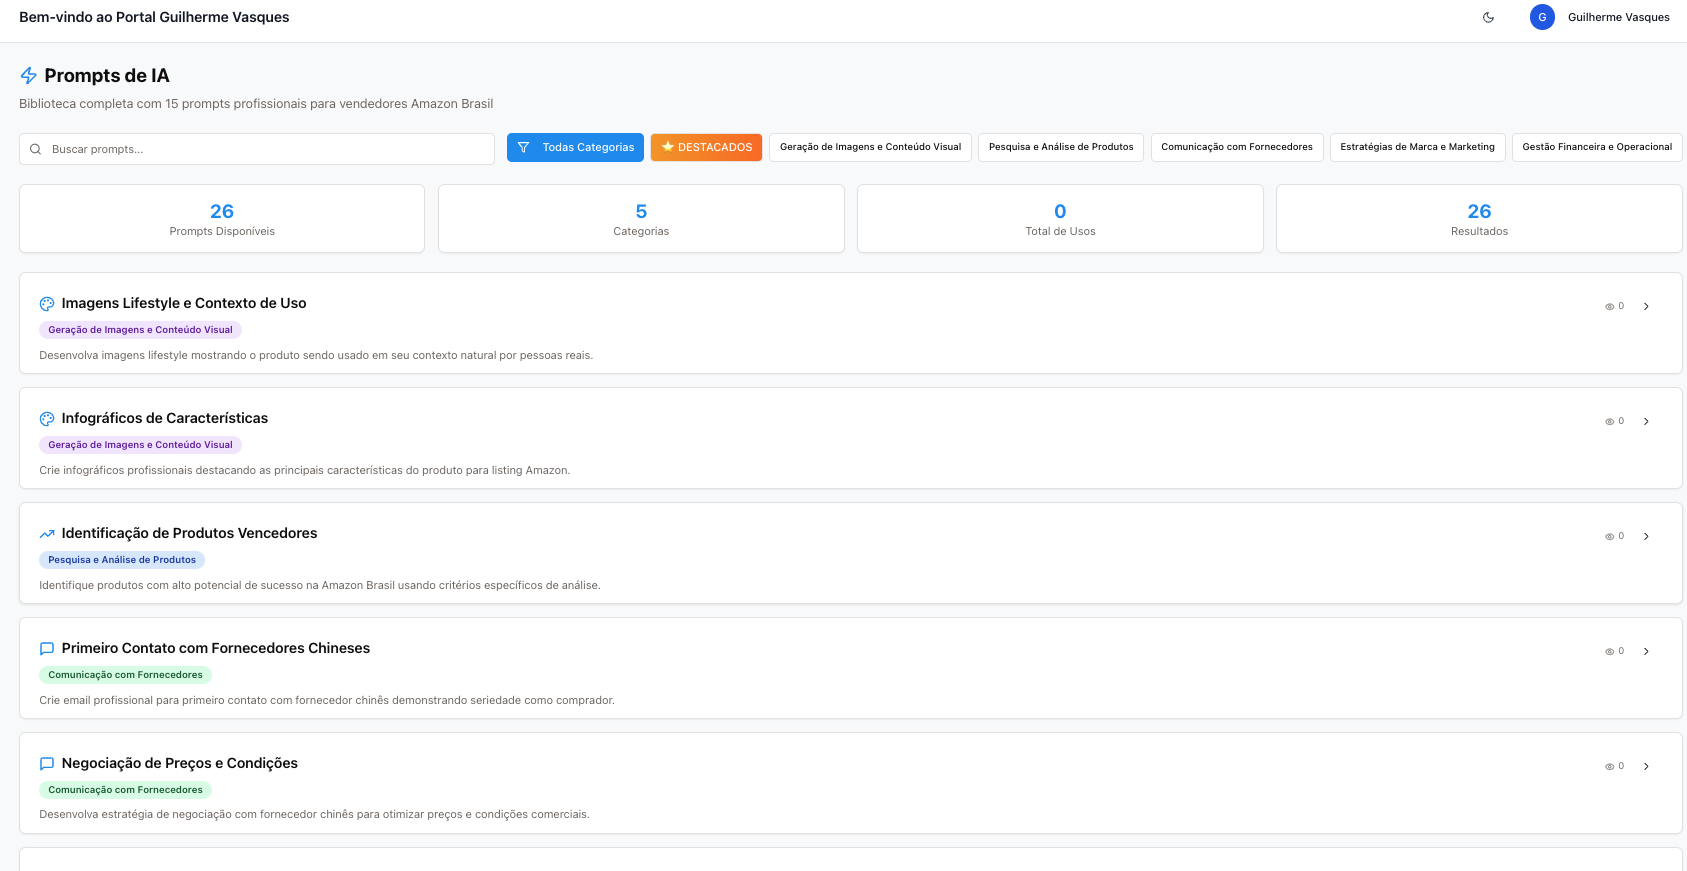 Bem-vindo ao Portal Guilherme Vasques
G
Guilherme Vasques
Prompts de IA
Biblioteca completa com 15 prompts profissionais para vendedores Amazon Brasil
Buscar prompts...
Todas Categorias
⭐ DESTACADOS
Geração de Imagens e Conteúdo Visual
Pesquisa e Análise de Produtos
Comunicação com Fornecedores
Estratégias de Marca e Marketing
Gestão Financeira e Operacional
26
Prompts Disponíveis
5
Categorias
0
Total de Usos
26
Resultados
Imagens Lifestyle e Contexto de Uso
0
Geração de Imagens e Conteúdo Visual
Desenvolva imagens lifestyle mostrando o produto sendo usado em seu contexto natural por pessoas reais.
Infográficos de Características
0
Geração de Imagens e Conteúdo Visual
Crie infográficos profissionais destacando as principais características do produto para listing Amazon.
Identificação de Produtos Vencedores
0
Pesquisa e Análise de Produtos
Identifique produtos com alto potencial de sucesso na Amazon Brasil usando critérios específicos de análise.
Primeiro Contato com Fornecedores Chineses
0
Comunicação com Fornecedores
Crie email profissional para primeiro contato com fornecedor chinês demonstrando seriedade como comprador.
Negociação de Preços e Condições
0
Comunicação com Fornecedores
Desenvolva estratégia de negociação com fornecedor chinês para otimizar preços e condições comerciais.